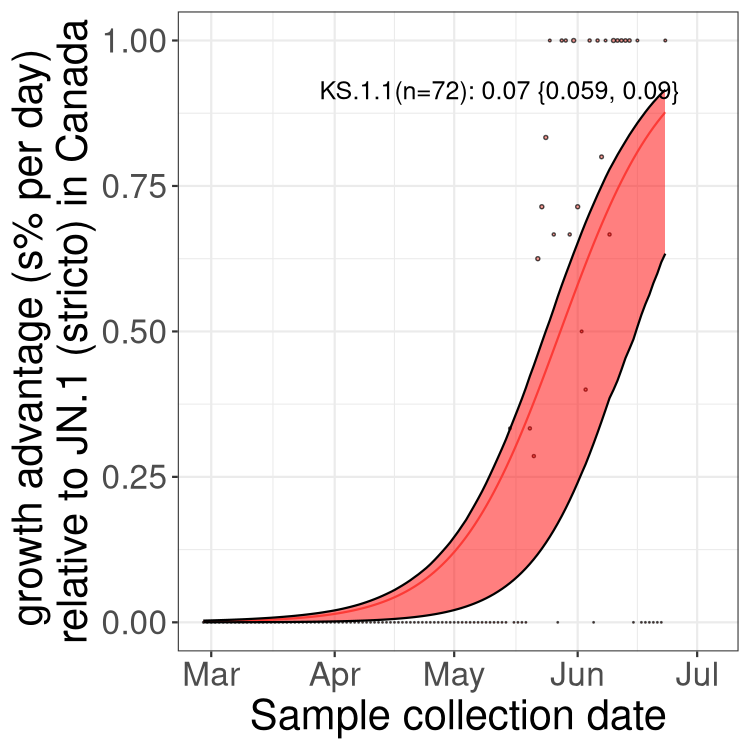 growth advantage (s% per day)
relative to JN.1 (stricto) in Canada
1.00
0.75
0.50
0.25
0.00
KS.1.1(n=72): 0.07 {0.059, 0.09}
Mar Apr May Jun Jul
Sample collection date